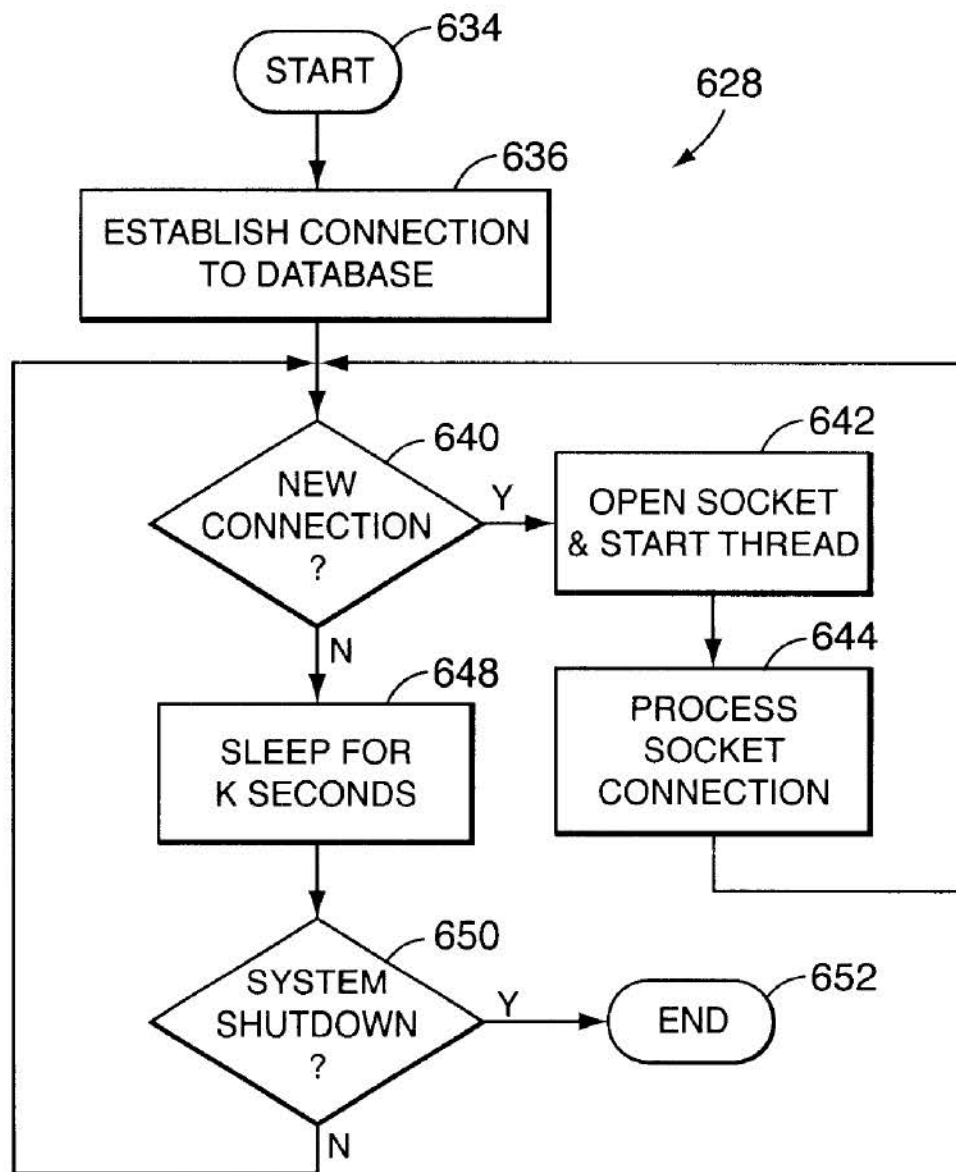 START
634
628
636
ESTABLISH CONNECTION
TO DATABASE
640
NEW
CONNECTION
?
Y
N
642
OPEN SOCKET
& START THREAD
644
PROCESS
SOCKET
CONNECTION
648
SLEEP FOR
K SECONDS
650
SYSTEM
SHUTDOWN
?
Y
N
652
END